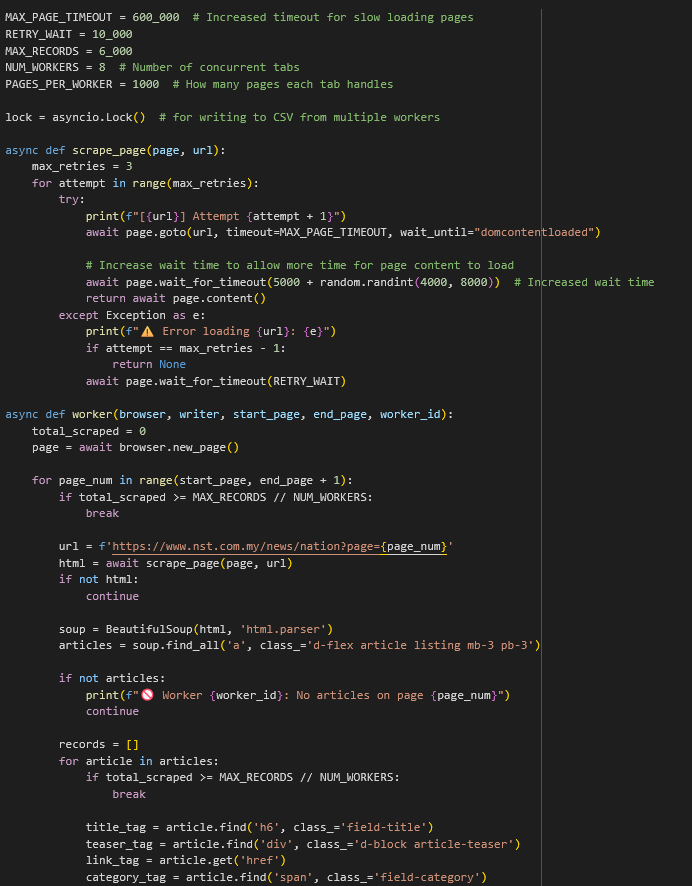 MAX_PAGE_TIMEOUT = 600_000  # Increased timeout for slow loading pages
RETRY_WAIT = 10_000
MAX_RECORDS = 6_000
NUM_WORKERS = 8  # Number of concurrent tabs
PAGES_PER_WORKER = 1000  # How many pages each tab handles

lock = asyncio.Lock()  # for writing to CSV from multiple workers

async def scrape_page(page, url):
    max_retries = 3
    for attempt in range(max_retries):
        try:
            print(f"[{url}] Attempt {attempt + 1}")
            await page.goto(url, timeout=MAX_PAGE_TIMEOUT, wait_until="domcontentloaded")

            # Increase wait time to allow more time for page content to load
            await page.wait_for_timeout(5000 + random.randint(4000, 8000))  # Increased wait time
            return await page.content()
        except Exception as e:
            print(f"⚠️ Error loading {url}: {e}")
            if attempt == max_retries - 1:
                return None
            await page.wait_for_timeout(RETRY_WAIT)

async def worker(browser, writer, start_page, end_page, worker_id):
    total_scraped = 0
    page = await browser.new_page()

    for page_num in range(start_page, end_page + 1):
        if total_scraped >= MAX_RECORDS // NUM_WORKERS:
            break

        url = f'https://www.nst.com.my/news/nation?page={page_num}'
        html = await scrape_page(page, url)
        if not html:
            continue

        soup = BeautifulSoup(html, 'html.parser')
        articles = soup.find_all('a', class_='d-flex article listing mb-3 pb-3')

        if not articles:
            print(f"🚫 Worker {worker_id}: No articles on page {page_num}")
            continue

        records = []
        for article in articles:
            if total_scraped >= MAX_RECORDS // NUM_WORKERS:
                break

            title_tag = article.find('h6', class_='field-title')
            teaser_tag = article.find('div', class_='d-block article-teaser')
            link_tag = article.get('href')
            category_tag = article.find('span', class_='field-category')